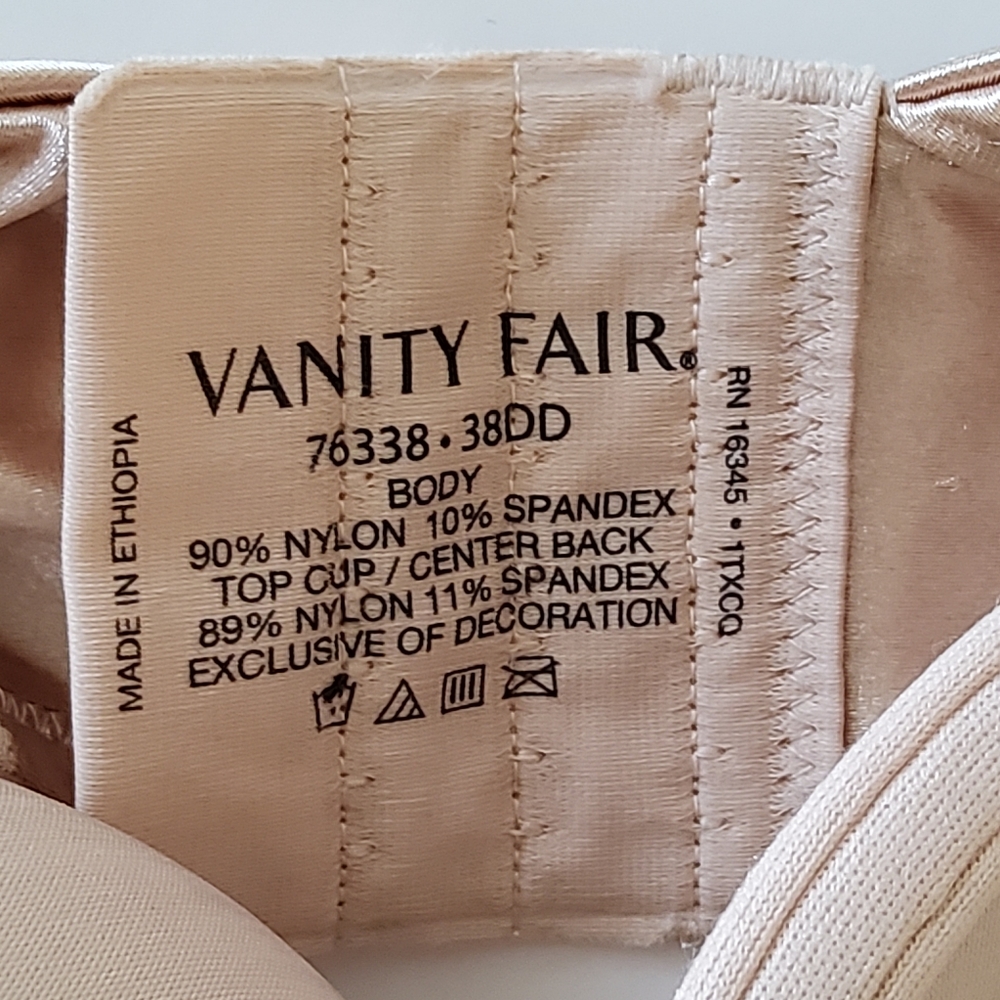 VANITY FAIR®
76338•38DD
BODY
90% NYLON 10% SPANDEX
TOP CUP / CENTER BACK
89% NYLON 11% SPANDEX
EXCLUSIVE OF DECORATION
MADE IN ETHIOPIA
RN 16345 • 1TXCQ